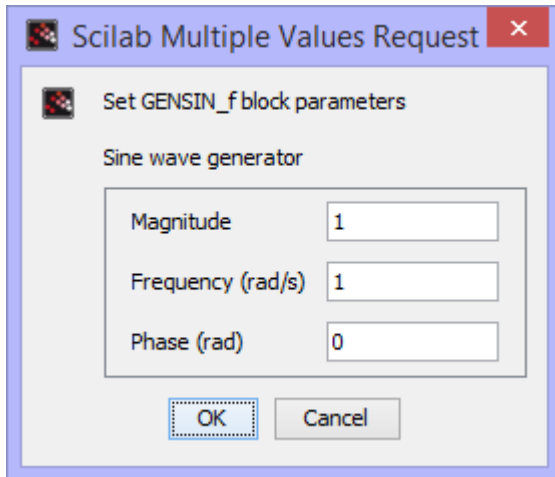 Scilab Multiple Values Request
Set GENSIN_f block parameters
Sine wave generator
Magnitude 1
Frequency (rad/s) 1
Phase (rad) 0
OK Cancel